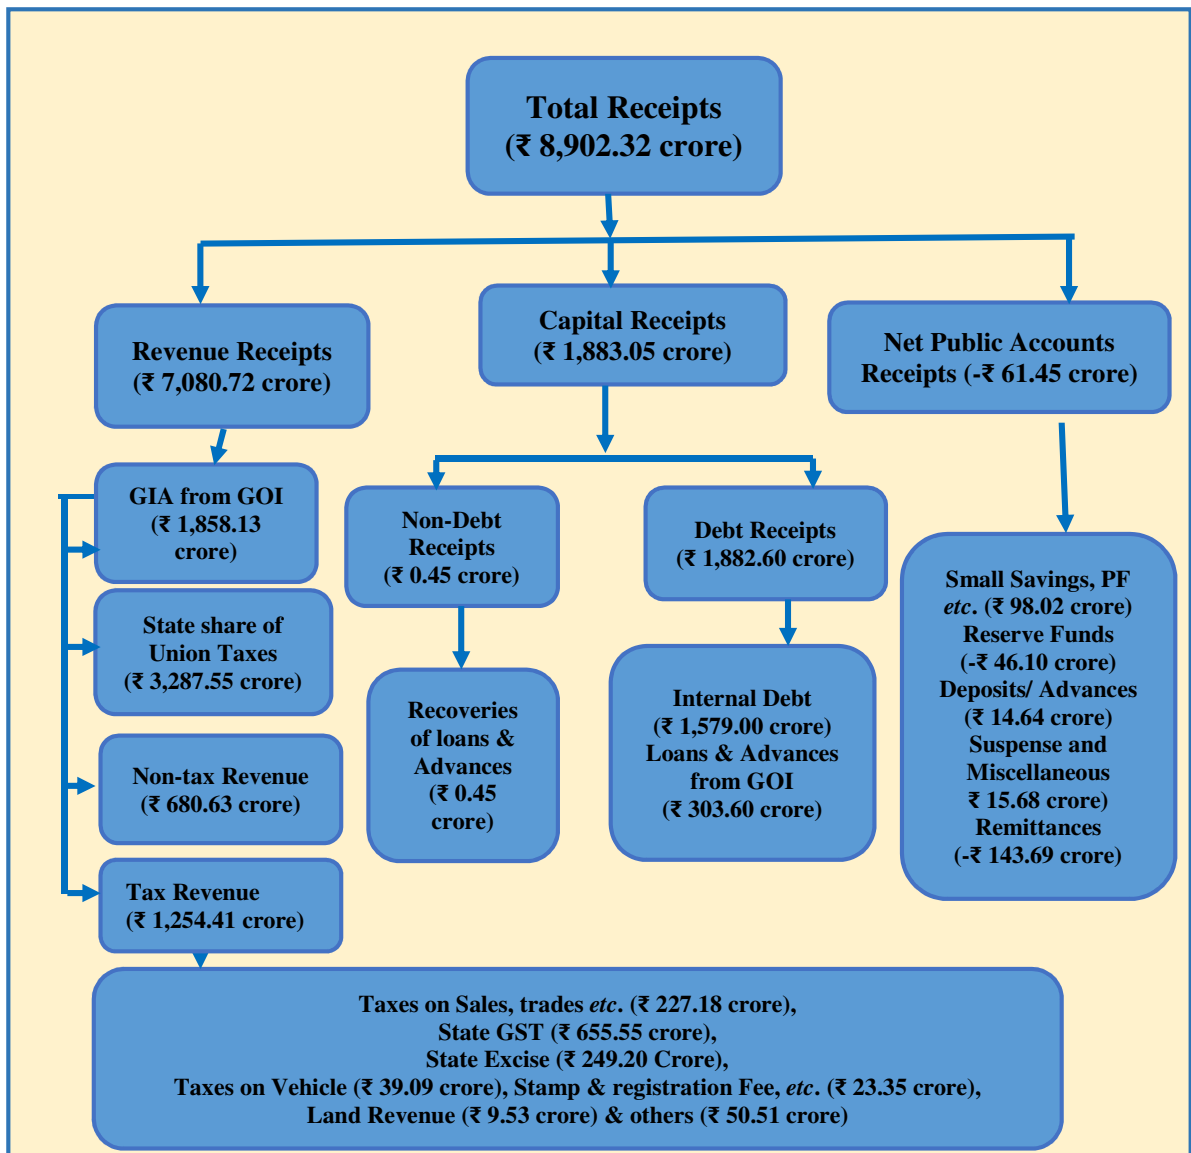 Total Receipts
(₹ 8,902.32 crore)
Revenue Receipts
(₹ 7,080.72 crore)
Capital Receipts
(₹ 1,883.05 crore)
Net Public Accounts
Receipts (-₹ 61.45 crore)
GIA from GOI
(₹ 1,858.13
crore)
State share of
Union Taxes
(₹ 3,287.55 crore)
Non-tax Revenue
(₹ 680.63 crore)
Tax Revenue
(₹ 1,254.41 crore)
Non-Debt
Receipts
(₹ 0.45 crore)
Recoveries
of loans &
Advances
(₹ 0.45
crore)
Debt Receipts
(₹ 1,882.60 crore)
Internal Debt
(₹ 1,579.00 crore)
Loans & Advances
from GOI
(₹ 303.60 crore)
Small Savings, PF
etc. (₹ 98.02 crore)
Reserve Funds
(-₹ 46.10 crore)
Deposits/ Advances
(₹ 14.64 crore)
Suspense and
Miscellaneous
₹ 15.68 crore)
Remittances
(-₹ 143.69 crore)
Taxes on Sales, trades etc. (₹ 227.18 crore),
State GST (₹ 655.55 crore),
State Excise (₹ 249.20 Crore),
Taxes on Vehicle (₹ 39.09 crore), Stamp & registration Fee, etc. (₹ 23.35 crore),
Land Revenue (₹ 9.53 crore) & others (₹ 50.51 crore)